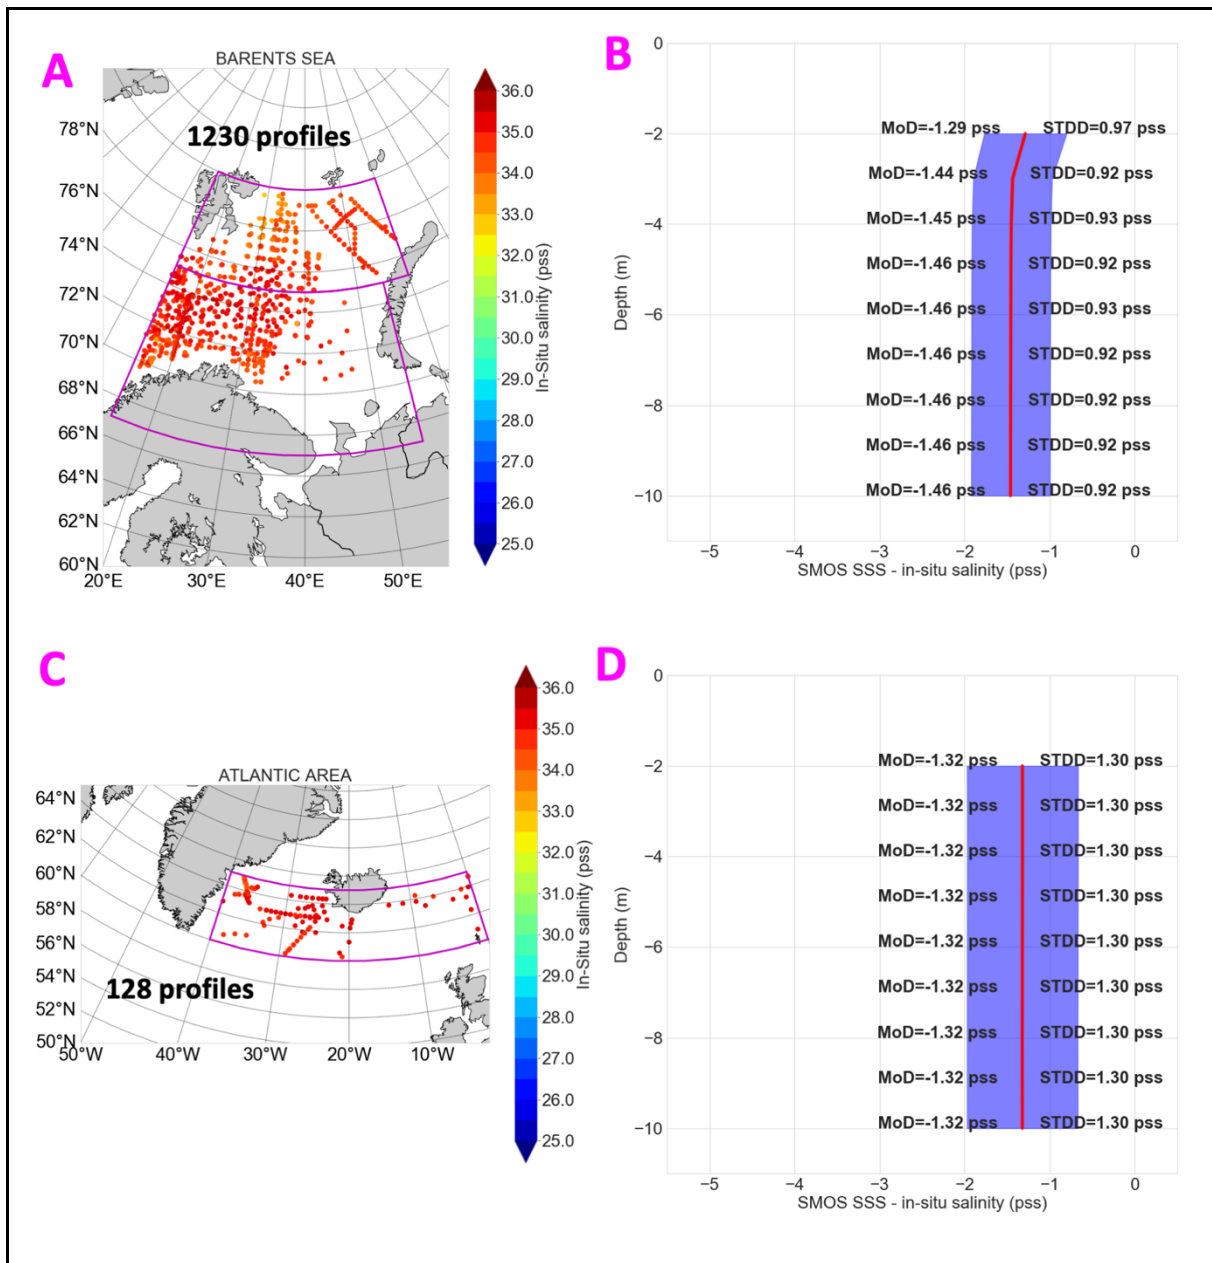 A
BARENTS SEA
1230 profiles
78°N
76°N
74°N
72°N
70°N
68°N
66°N
64°N
62°N
60°N
20°E 30°E 40°E 50°E
36.0
35.0
34.0
33.0
32.0
31.0
30.0
29.0
28.0
27.0
26.0
25.0
In-Situ salinity (pss)
B
0
−2
−4
−6
−8
−10
Depth (m)
MoD=-1.29 pss STDD=0.97 pss
MoD=-1.44 pss STDD=0.92 pss
MoD=-1.45 pss STDD=0.93 pss
MoD=-1.46 pss STDD=0.92 pss
MoD=-1.46 pss STDD=0.93 pss
MoD=-1.46 pss STDD=0.92 pss
MoD=-1.46 pss STDD=0.92 pss
MoD=-1.46 pss STDD=0.92 pss
MoD=-1.46 pss STDD=0.92 pss
−5 −4 −3 −2 −1 0
SMOS SSS - in-situ salinity (pss)
C
ATLANTIC AREA
64°N
62°N
60°N
58°N
56°N
54°N
52°N
50°N
128 profiles
50°W 40°W 30°W 20°W 10°W
36.0
35.0
34.0
33.0
32.0
31.0
30.0
29.0
28.0
27.0
26.0
25.0
In-Situ salinity (pss)
D
0
−2
−4
−6
−8
−10
Depth (m)
MoD=-1.32 pss STDD=1.30 pss
MoD=-1.32 pss STDD=1.30 pss
MoD=-1.32 pss STDD=1.30 pss
MoD=-1.32 pss STDD=1.30 pss
MoD=-1.32 pss STDD=1.30 pss
MoD=-1.32 pss STDD=1.30 pss
MoD=-1.32 pss STDD=1.30 pss
MoD=-1.32 pss STDD=1.30 pss
MoD=-1.32 pss STDD=1.30 pss
−5 −4 −3 −2 −1 0
SMOS SSS - in-situ salinity (pss)